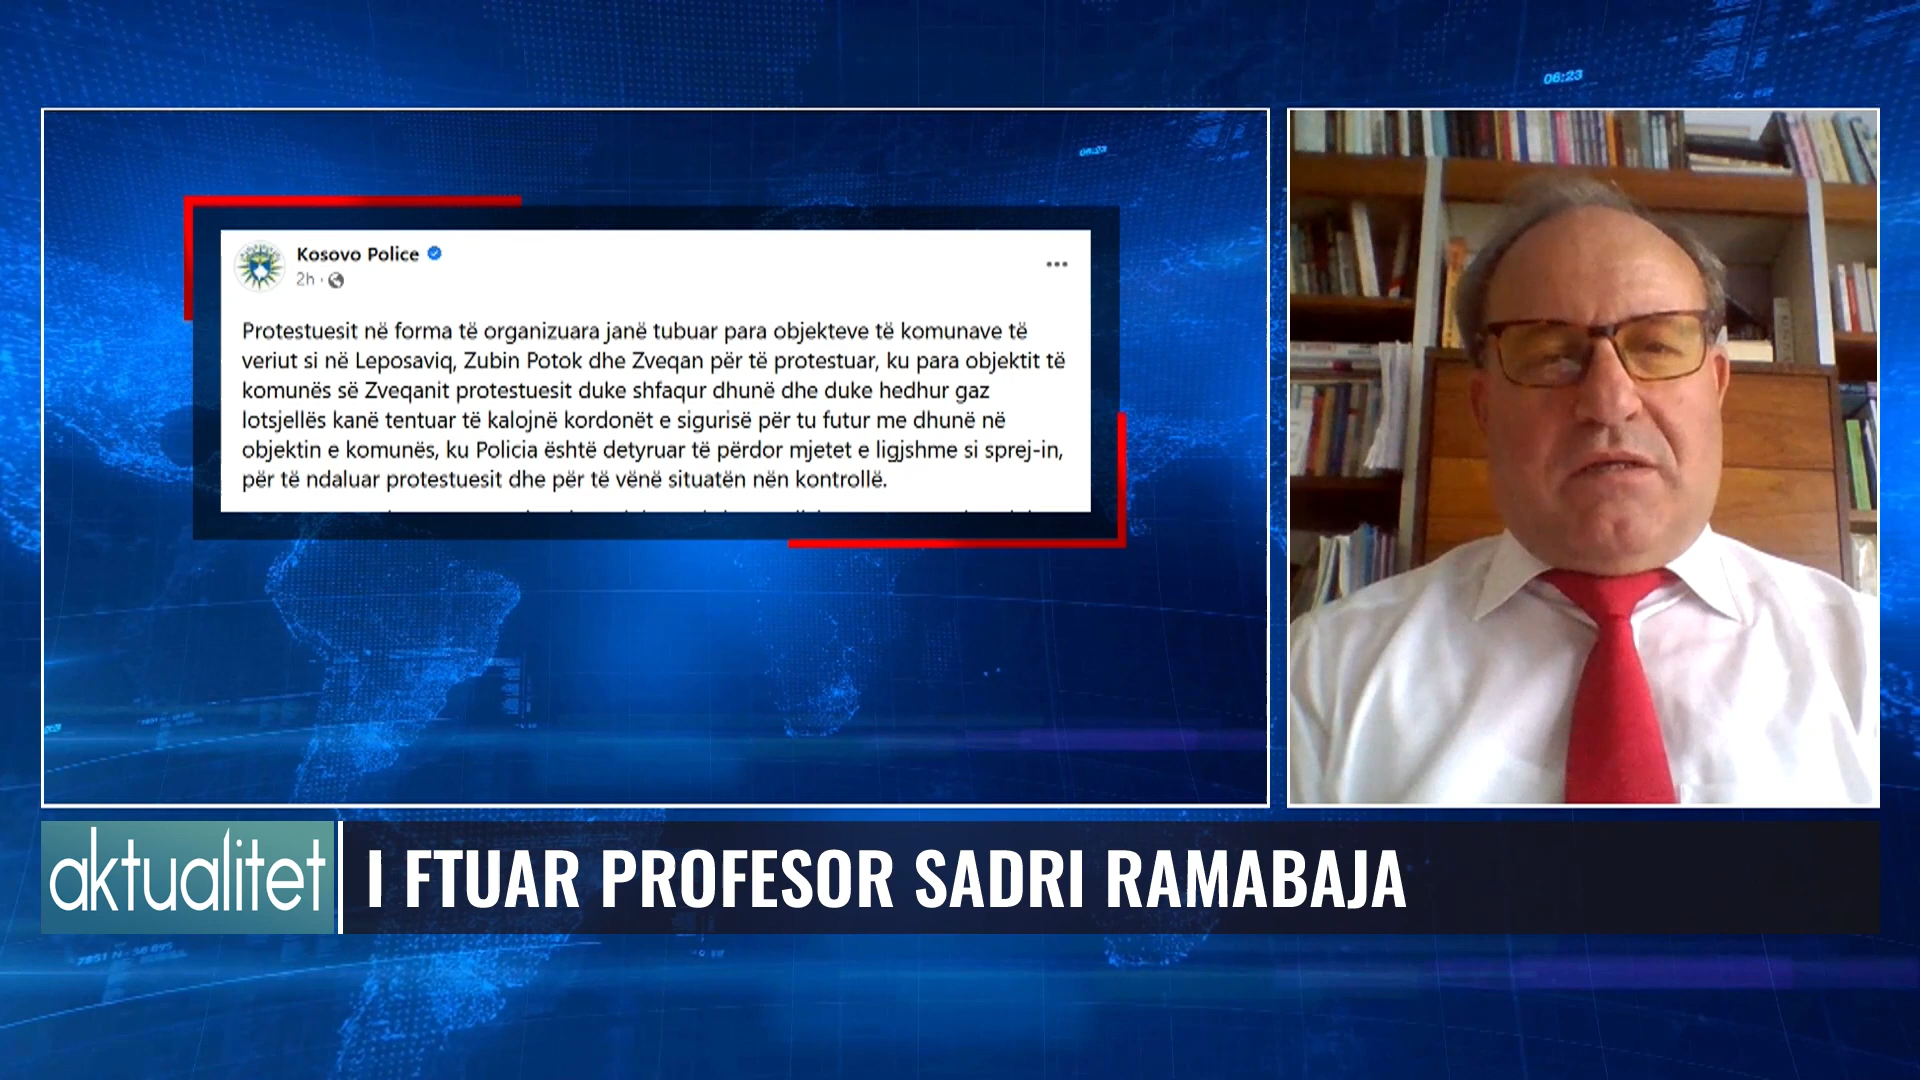 06:23
06:23
Kosovo Police
2h
Protestuesit në forma të organizuara janë tubuar para objekteve të komunave të
veriut si në Leposaviq, Zubin Potok dhe Zveqan për të protestuar, ku para objektit të
komunës së Zveqanit protestuesit duke shfaqur dhunë dhe duke hedhur gaz
lotsjellës kanë tentuar të kalojnë kordonët e sigurisë për tu futur me dhunë në
objektin e komunës, ku Policia është detyruar të përdor mjetet e ligjshme si sprej-in,
për të ndaluar protestuesit dhe për të vënë situatën nën kontrollë.
aktualitet
I FTUAR PROFESOR SADRI RAMABAJA